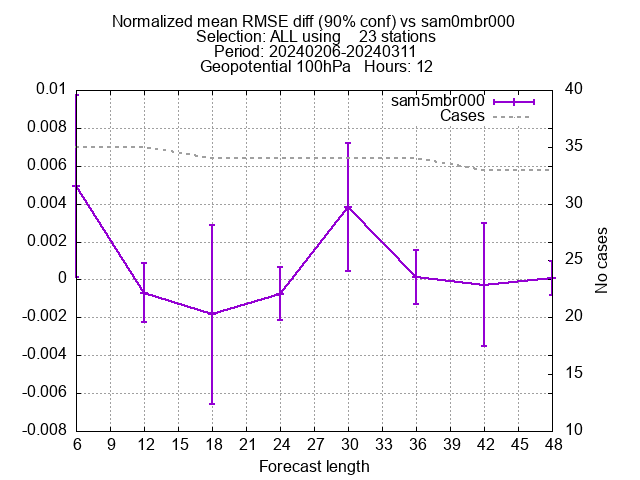 Normalized mean RMSE diff (90% conf) vs sam0mbr000
Selection: ALL using    23 stations
Period: 20240206-20240311
Geopotential 100hPa   Hours: 12
sam5mbr000
Cases
0.01
0.008
0.006
0.004
0.002
0
-0.002
-0.004
-0.006
-0.008
40
35
30
25
20
15
10
No cases
6 9 12 15 18 21 24 27 30 33 36 39 42 45 48
Forecast length